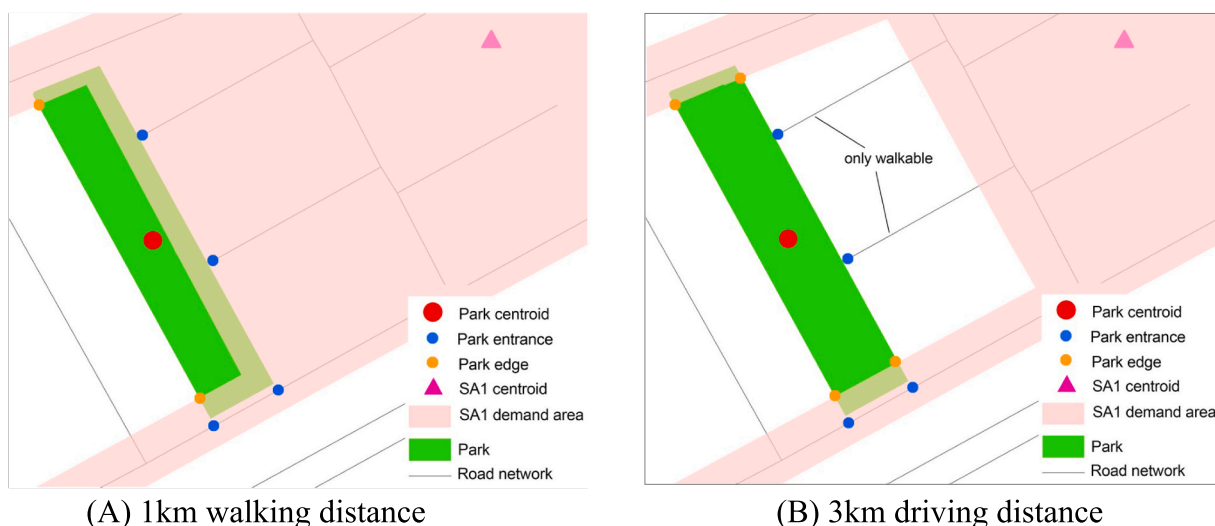 only walkable
Park centroid
Park entrance
Park edge
SA1 centroid
SA1 demand area
Park
Road network
Park centroid
Park entrance
Park edge
SA1 centroid
SA1 demand area
Park
Road network
(A) 1km walking distance
(B) 3km driving distance